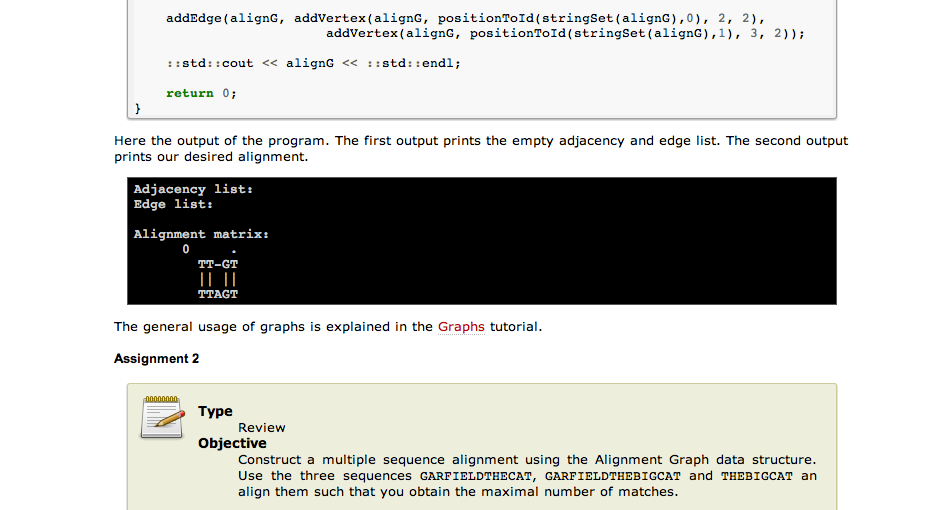 addEdge(alignG, addVertex(alignG, positionToId(stringSet(alignG),0), 2, 2),
addVertex(alignG, positionToId(stringSet(alignG),1), 3, 2));
::std::cout << alignG << ::std::endl;
return 0;
}
Here the output of the program. The first output prints the empty adjacency and edge list. The second output
prints our desired alignment.
Adjacency list:
Edge list:
Alignment matrix:
0     .
TT-GT
|| ||
TTAGT
The general usage of graphs is explained in the Graphs tutorial.
Assignment 2
Type
Review
Objective
Construct a multiple sequence alignment using the Alignment Graph data structure.
Use the three sequences GARFIELDTHECAT, GARFIELDTHEBIGCAT and THEBIGCAT an
align them such that you obtain the maximal number of matches.